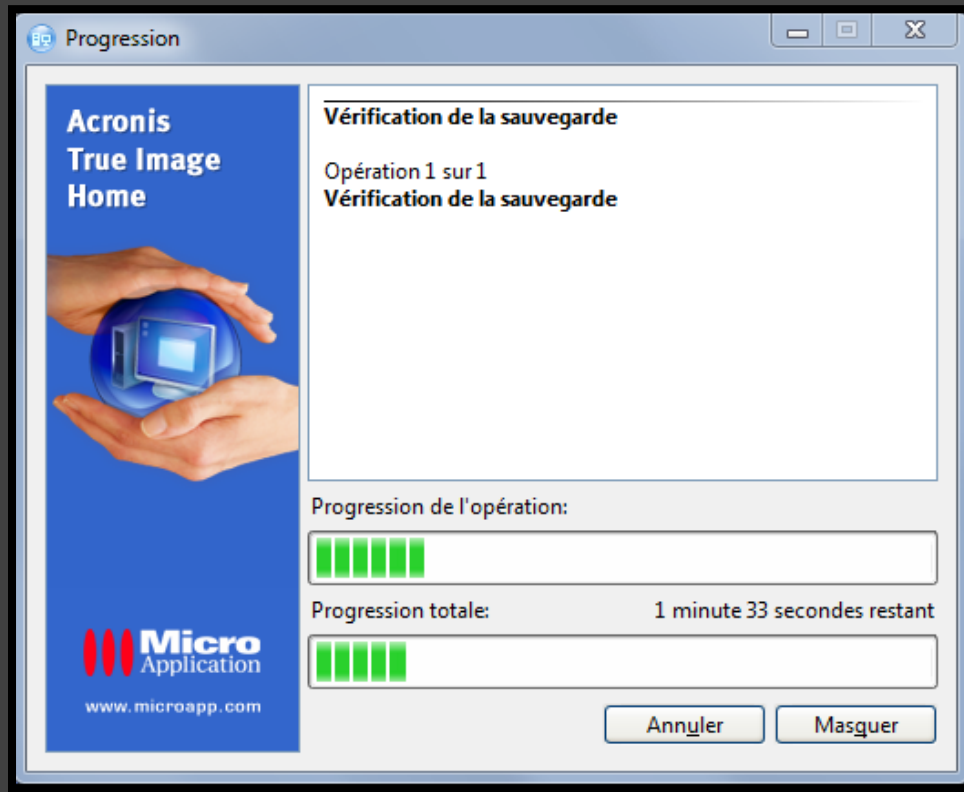 Progression
Acronis
True Image
Home
Vérification de la sauvegarde
Opération 1 sur 1
Vérification de la sauvegarde
Progression de l'opération:
Progression totale:
1 minute 33 secondes restant
Micro
Application
www.microapp.com
Annuler
Masquer